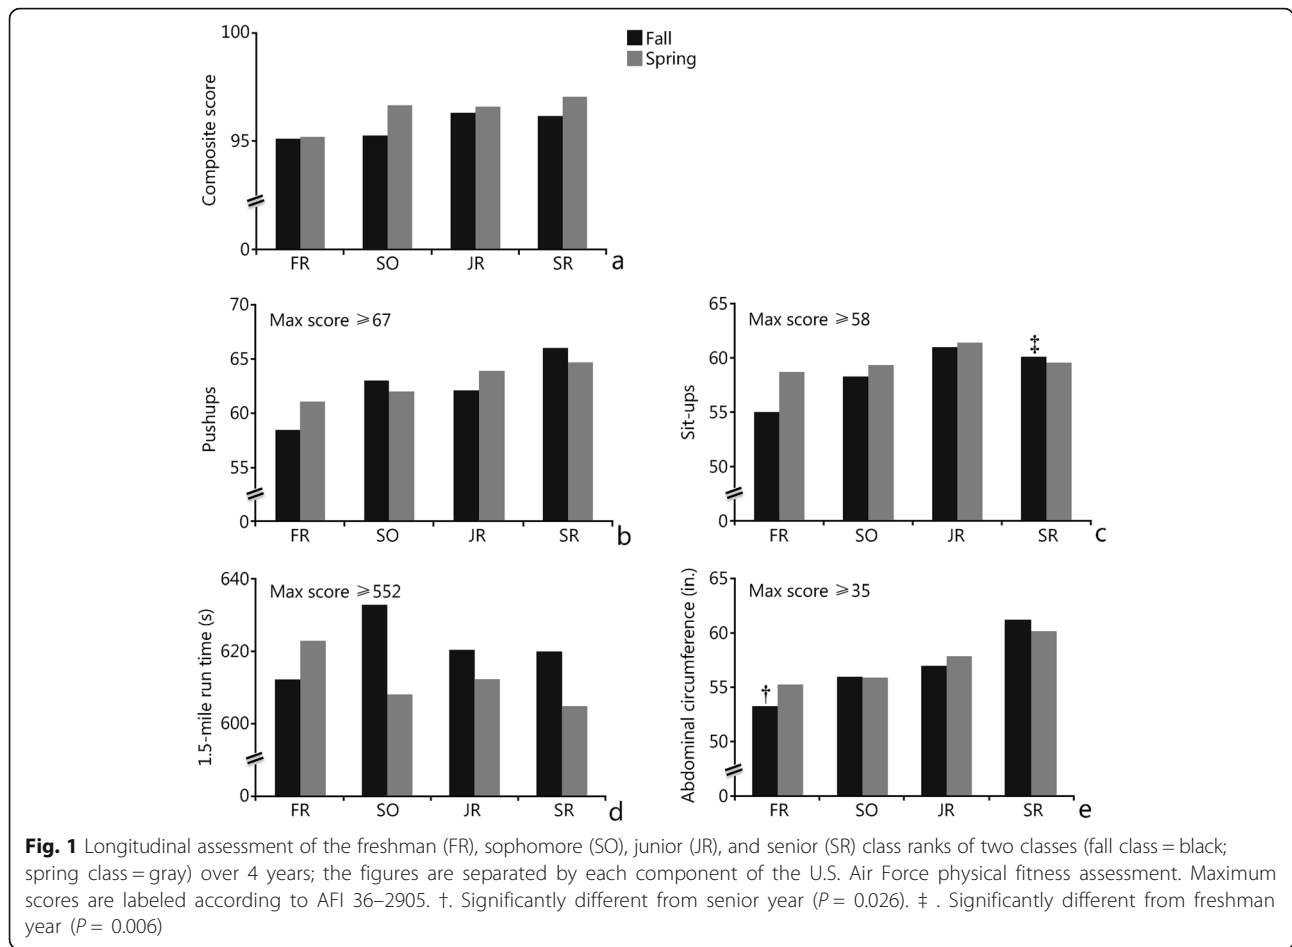 100
Fall
Spring
Composite score
95
0
FR SO JR SR a
70
Max score ⩾67
65
Pushups
60
55
0
FR SO JR SR b
65
Max score ⩾58
‡
60
Sit-ups
55
50
0
FR SO JR SR c
640
Max score ⩾552
1.5-mile run time (s)
620
600
0
FR SO JR SR d
65
Max score ⩾35
Abdominal circumference (in.)
60
55
†
50
0
FR SO JR SR e
Fig. 1 Longitudinal assessment of the freshman (FR), sophomore (SO), junior (JR), and senior (SR) class ranks of two classes (fall class = black;
spring class = gray) over 4 years; the figures are separated by each component of the U.S. Air Force physical fitness assessment. Maximum
scores are labeled according to AFI 36–2905. †. Significantly different from senior year (P = 0.026). ‡ . Significantly different from freshman
year (P = 0.006)